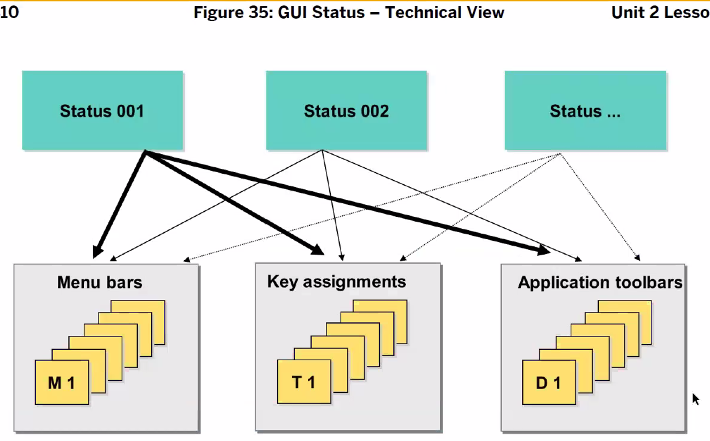 10 Figure 35: GUI Status – Technical View Unit 2 Lesso
Status 001 Status 002 Status ...
Menu bars Key assignments Application toolbars
M 1 T 1 D 1